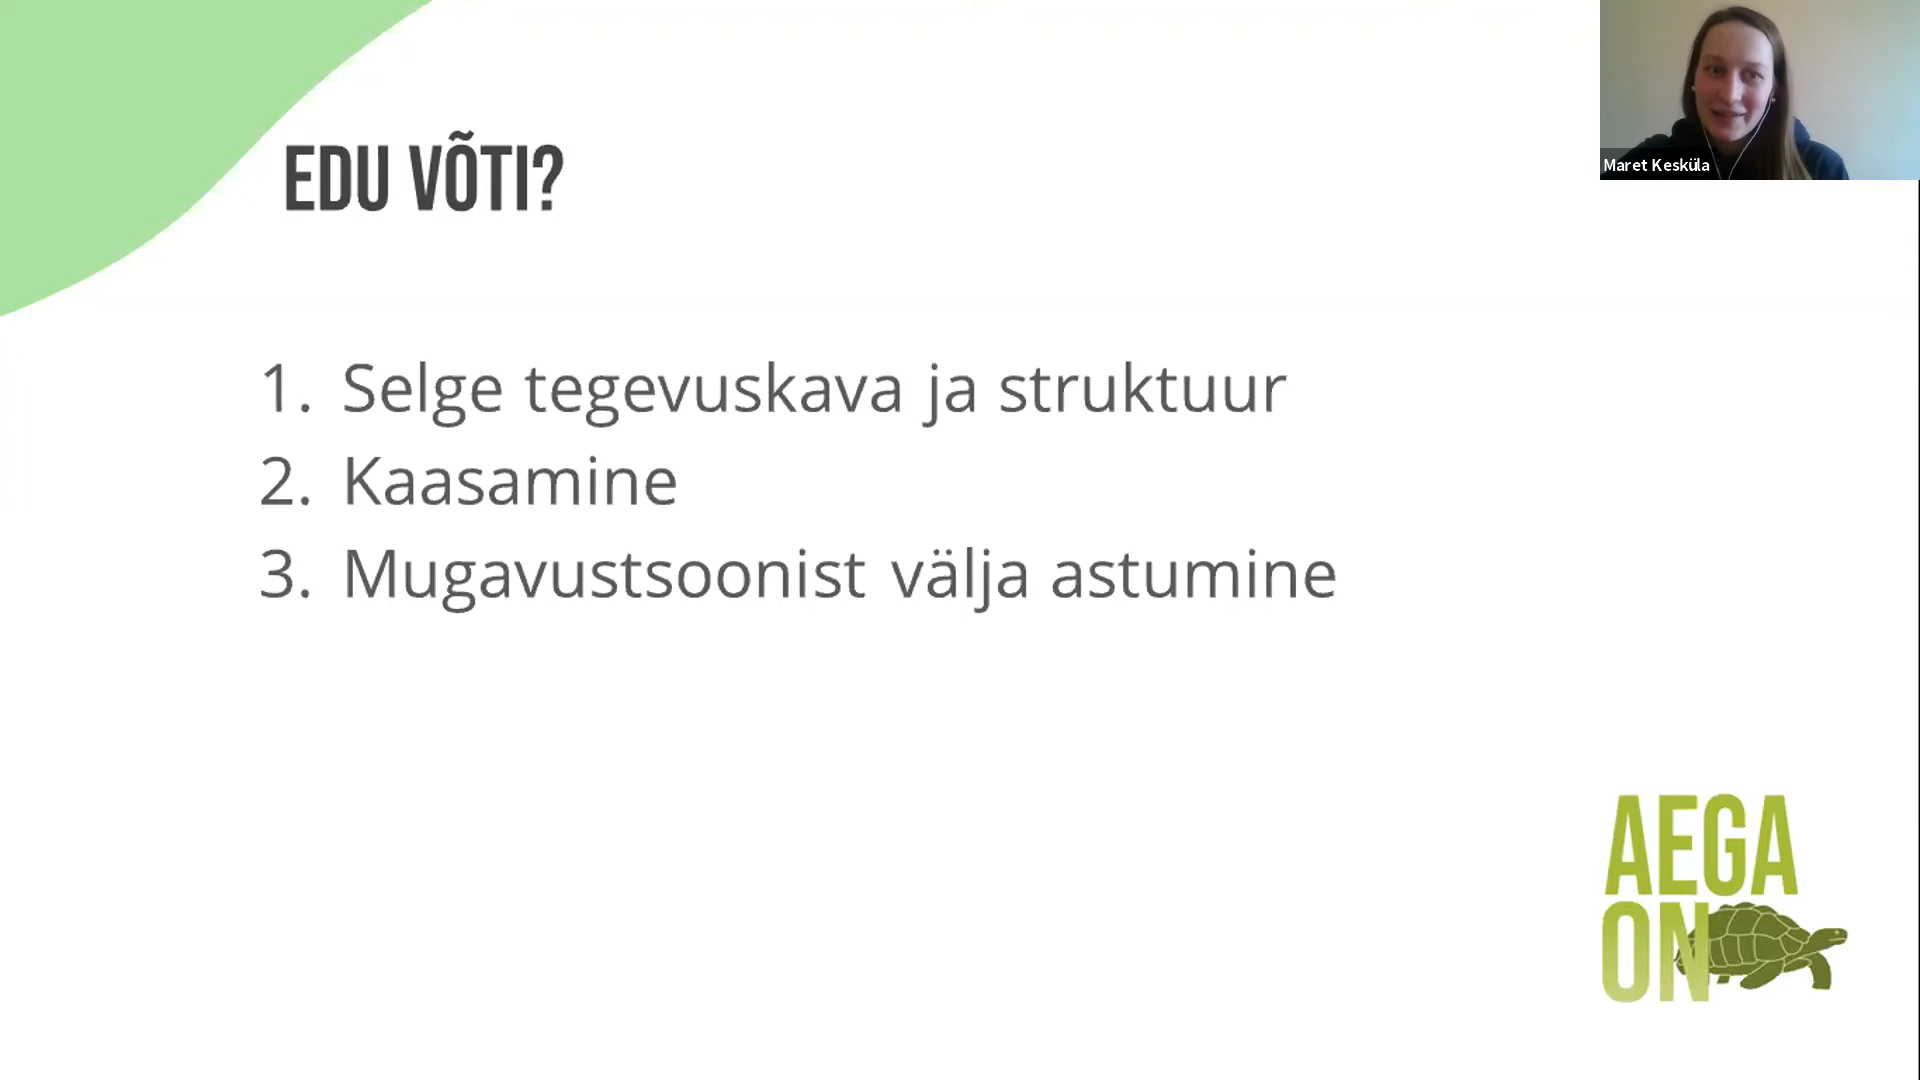 EDU VÕTI?
Maret Kesküla
1. Selge tegevuskava ja struktuur
2. Kaasamine
3. Mugavustsoonist välja astumine
AEGA
ON